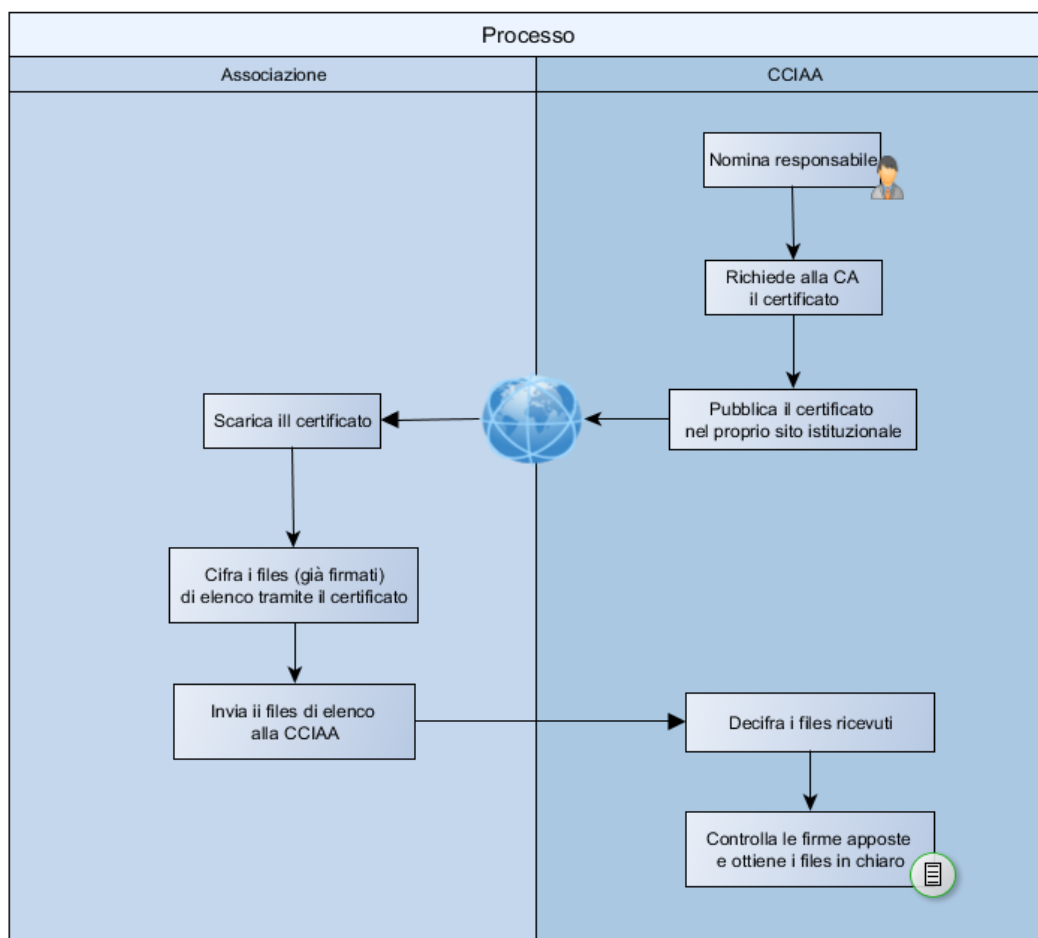 Processo
Associazione
CCIAA
Nomina responsabile
Richiede alla CA
il certificato
Pubblica il certificato
nel proprio sito istituzionale
Scarica ill certificato
Cifra i files (già firmati)
di elenco tramite il certificato
Invia ii files di elenco
alla CCIAA
Decifra i files ricevuti
Controlla le firme apposte
e ottiene i files in chiaro